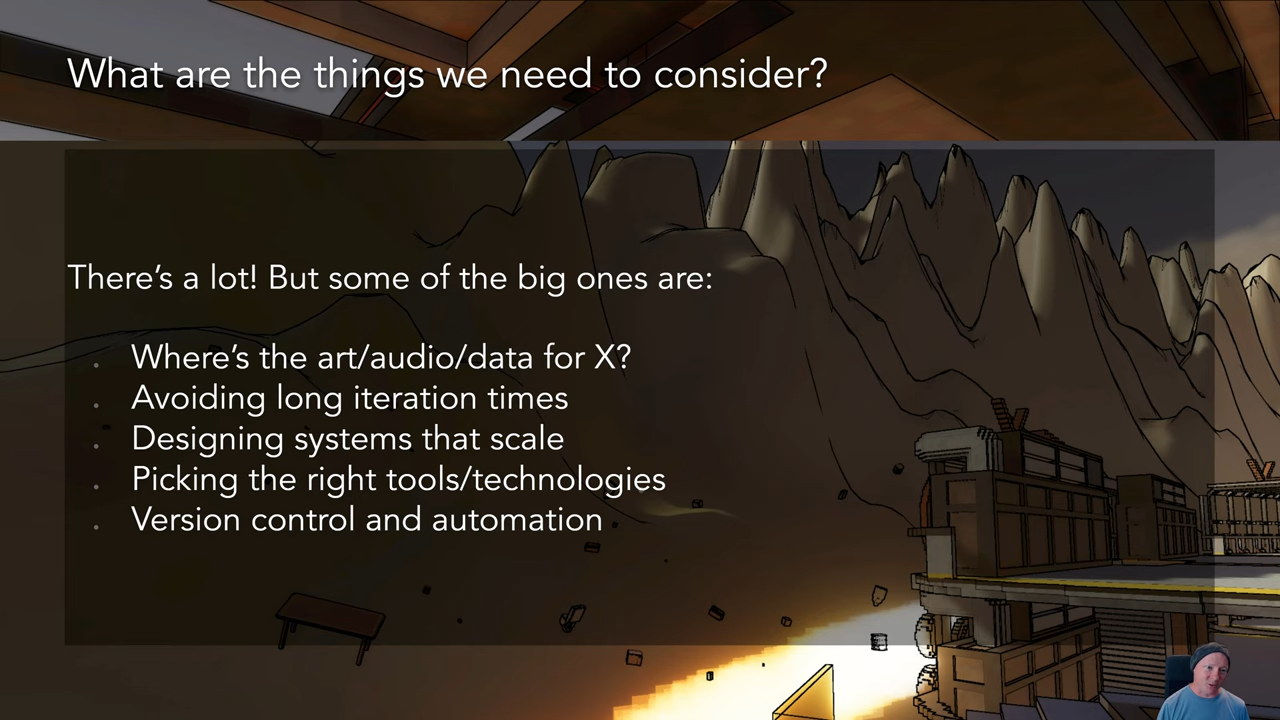 What are the things we need to consider?
There’s a lot! But some of the big ones are:
Where’s the art/audio/data for X?
Avoiding long iteration times
Designing systems that scale
Picking the right tools/technologies
Version control and automation